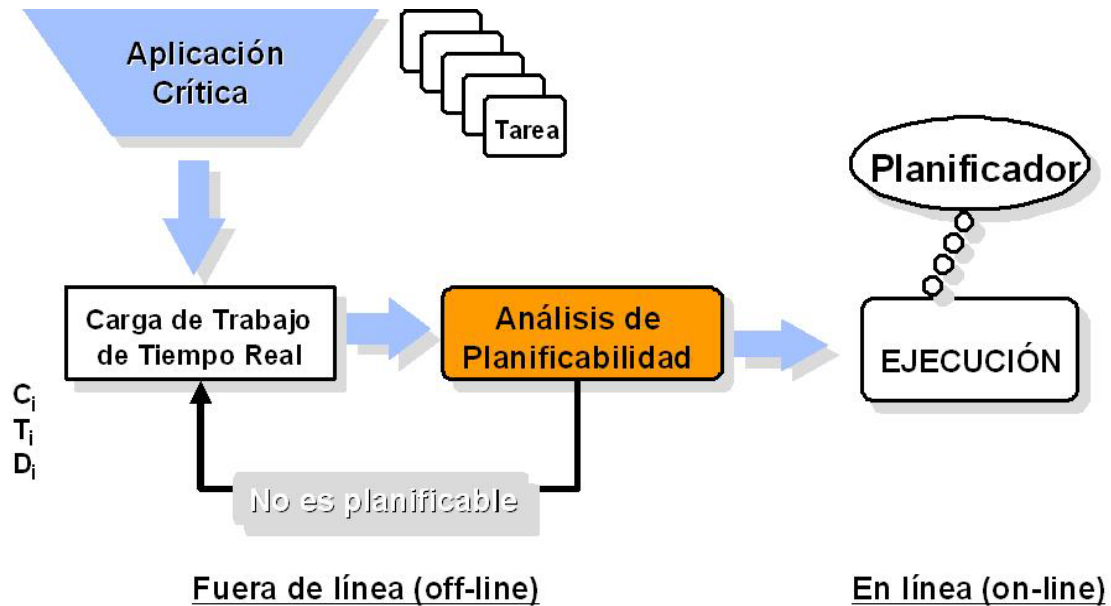 Aplicación
Crítica
Tarea
Planificador
Carga de Trabajo
de Tiempo Real
Análisis de
Planificabilidad
EJECUCIÓN
Ci
Ti
Di
No es planificable
Fuera de línea (off-line)
En línea (on-line)